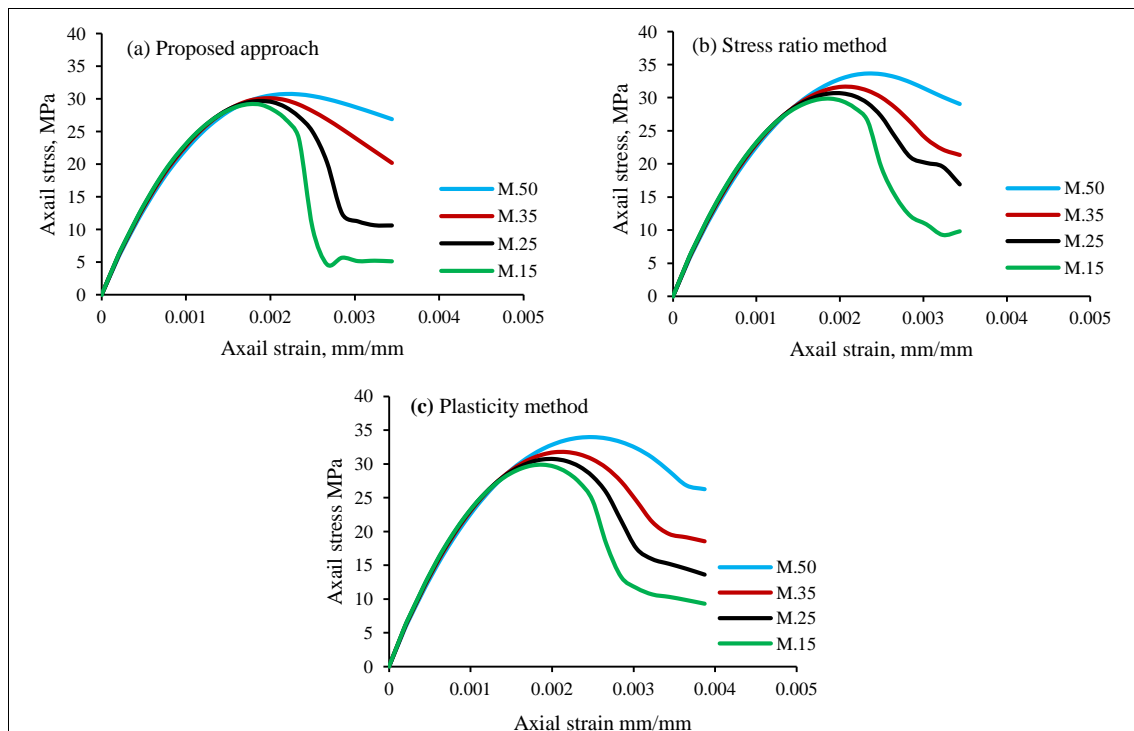 (a) Proposed approach
40
35
30
25
20
15
10
5
0
Axail strss, MPa
M.50
M.35
M.25
M.15
0 0.001 0.002 0.003 0.004 0.005
Axail strain, mm/mm
(b) Stress ratio method
40
35
30
25
20
15
10
5
0
Axail stress, MPa
M.50
M.35
M.25
M.15
0 0.001 0.002 0.003 0.004 0.005
Axail strain, mm/mm
(c) Plasticity method
40
35
30
25
20
15
10
5
0
Axail stress MPa
M.50
M.35
M.25
M.15
0 0.001 0.002 0.003 0.004 0.005
Axial strain mm/mm